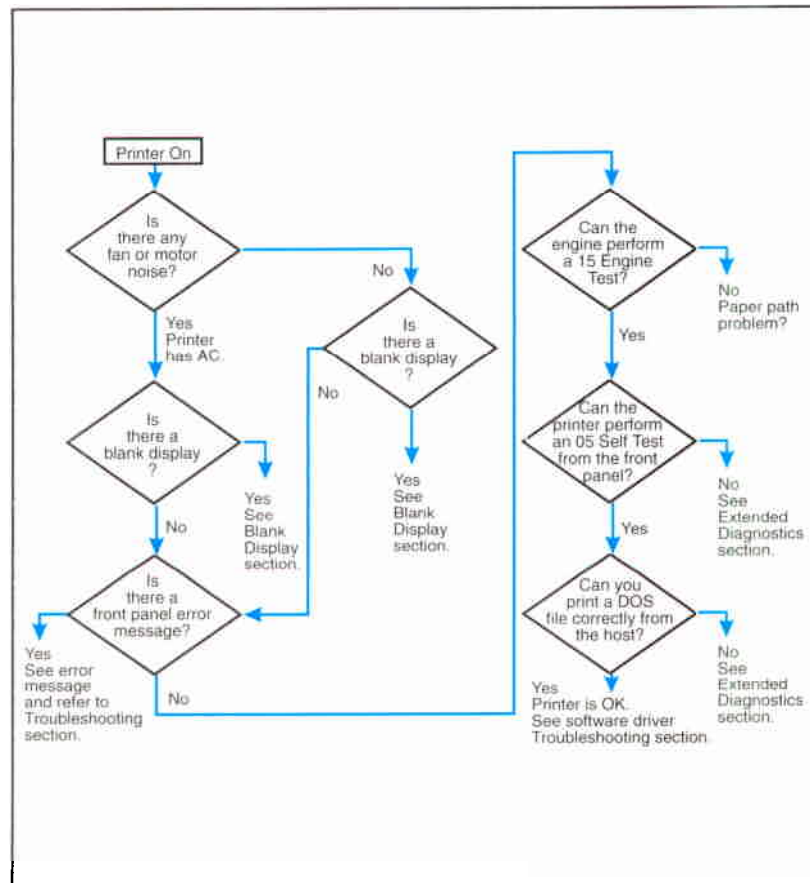 Printer On
Is
there any
fan or motor
noise?
No
Yes
Printer
has AC.
Is
there a
blank display
?
No
Is
there a
blank display
?
Yes
See
Blank
Display
section.
Yes
See
Blank
Display
section.
No
Is
there a
front panel error
message?
Yes
See error
message
and refer to
Troubleshooting
section.
No
Can the
engine perform
a 15 Engine
Test?
No
Paper path
problem?
Yes
Can the
printer perform
an 05 Self Test
from the front
panel?
No
See
Extended
Diagnostics
section.
Yes
Can you
print a DOS
file correctly from
the host?
No
See
Extended
Diagnostics
section.
Yes
Printer is OK.
See software driver
Troubleshooting section.